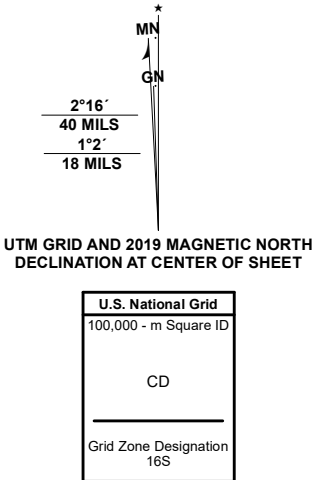 ★
MN
GN
2°16´
40 MILS
1°2´
18 MILS
UTM GRID AND 2019 MAGNETIC NORTH
DECLINATION AT CENTER OF SHEET
U.S. National Grid
100,000 - m Square ID
CD
Grid Zone Designation
16S